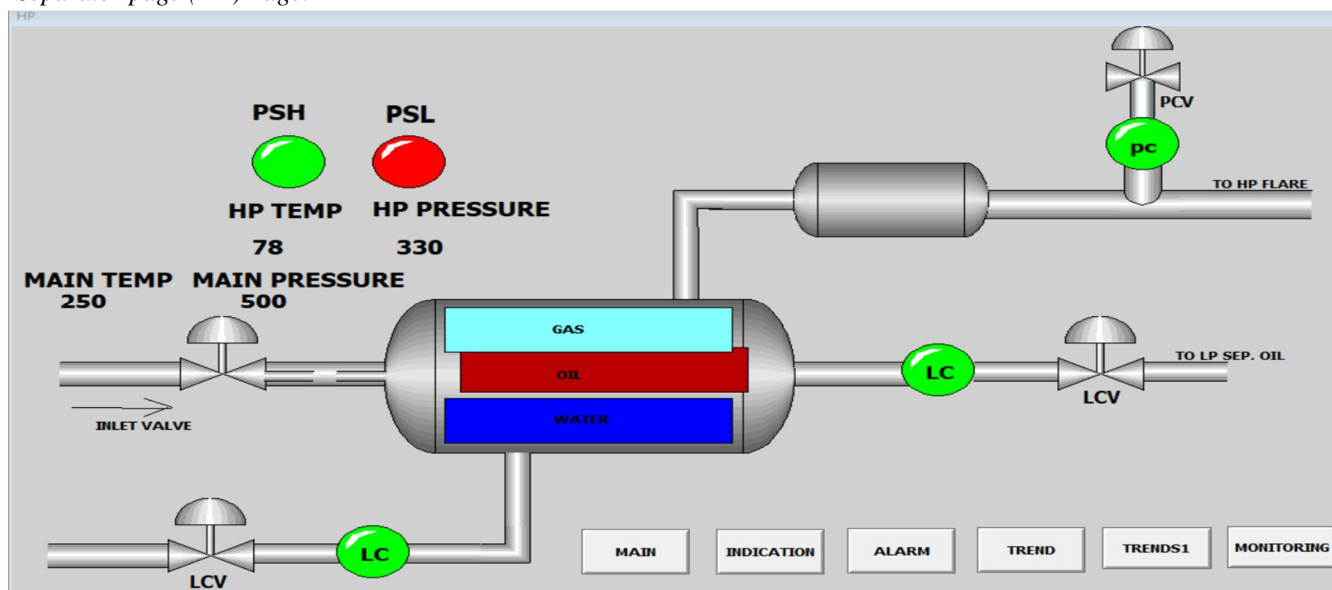 HP
PSH PSL
PCV
pc
TO HP FLARE
HP TEMP HP PRESSURE
78 330
MAIN TEMP MAIN PRESSURE
250 500
GAS
OIL
WATER
LC
TO LP SEP. OIL
LCV
INLET VALVE
LC
LCV
MAIN INDICATION ALARM TREND TRENDS1 MONITORING